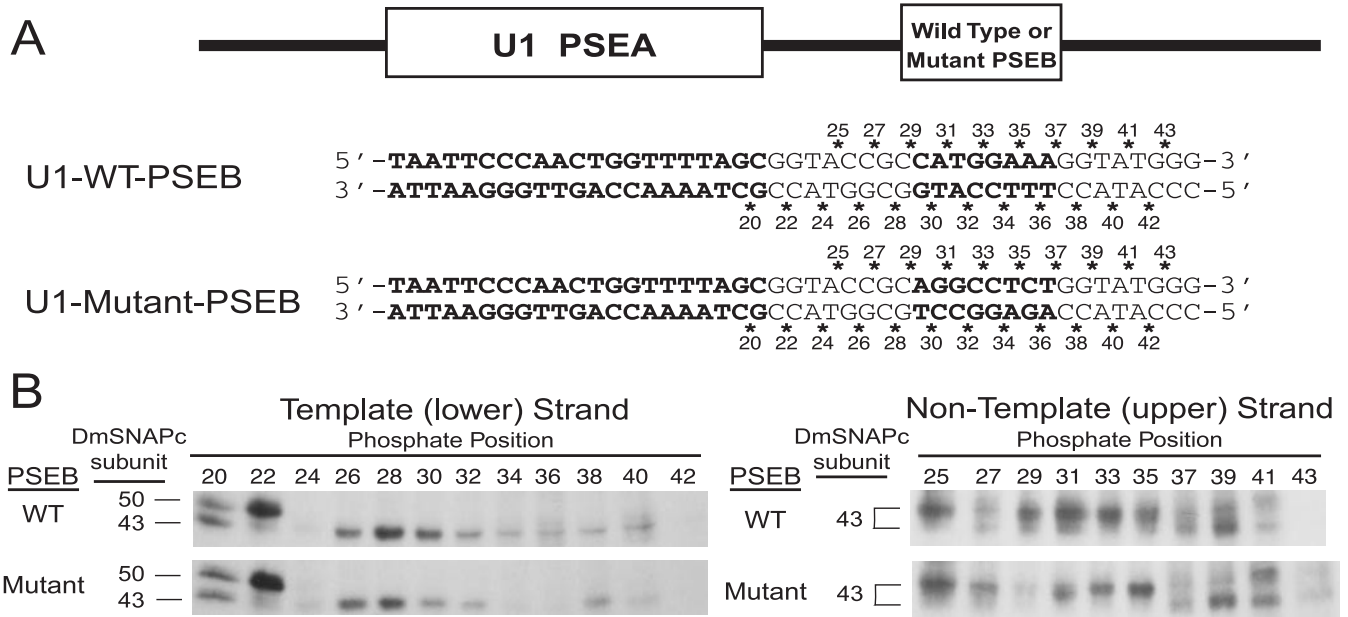 A
U1 PSEA
Wild Type or
Mutant PSEB
25 27 29 31 33 35 37 39 41 43
* * * * * * * * * *
U1-WT-PSEB
5′-TAATTCCCAACTGGTTTTAGCGGTACCGCCATGGAAAGGTATGGG-3′
3′-ATTAAGGGTTGACCAAAATCGCCATGGCGGTACCTTTCCATACCC-5′
* * * * * * * * * * * *
20 22 24 26 28 30 32 34 36 38 40 42
25 27 29 31 33 35 37 39 41 43
* * * * * * * * * *
U1-Mutant-PSEB
5′-TAATTCCCAACTGGTTTTAGCGGTACCGCAGGCCTCTGGTATGGG-3′
3′-ATTAAGGGTTGACCAAAATCGCCATGGCGTCCGGAGACCATACCC-5′
* * * * * * * * * * * *
20 22 24 26 28 30 32 34 36 38 40 42
B
Template (lower) Strand
DmSNAPc
subunit
Phosphate Position
PSEB
20 22 24 26 28 30 32 34 36 38 40 42
WT
50
43
Mutant
50
43
Non-Template (upper) Strand
DmSNAPc
subunit
Phosphate Position
PSEB
25 27 29 31 33 35 37 39 41 43
WT
43
Mutant
43